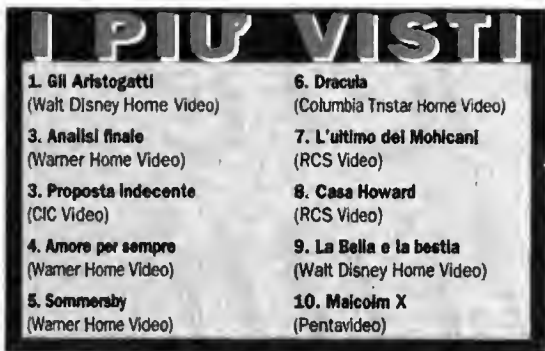 I PIU' VISTI
1. Gli Aristogatti
(Walt Disney Home Video)
3. Analisi finale
(Warner Home Video)
3. Proposta indecente
(CIC Video)
4. Amore per sempre
(Warner Home Video)
5. Sommersby
(Warner Home Video)
6. Dracula
(Columbia Tristar Home Video)
7. L'ultimo dei Mohicani
(RCS Video)
8. Casa Howard
(RCS Video)
9. La Bella e la bestia
(Walt Disney Home Video)
10. Malcolm X
(Pentavideo)